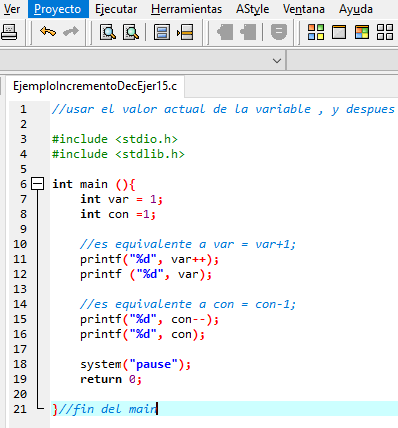 Ver Proyecto Ejecutar Herramientas AStyle Ventana Ayuda
EjemploIncrementoDecEjer15.c
1 //usar el valor actual de la variable , y despues
2
3 #include <stdio.h>
4 #include <stdlib.h>
5
6 int main (){
7 int var = 1;
8 int con =1;
9
10 //es equivalente a var = var+1;
11 printf("%d", var++);
12 printf ("%d", var);
13
14 //es equivalente a con = con-1;
15 printf("%d", con--);
16 printf("%d", con);
17
18 system("pause");
19 return 0;
20
21 }//fin del main